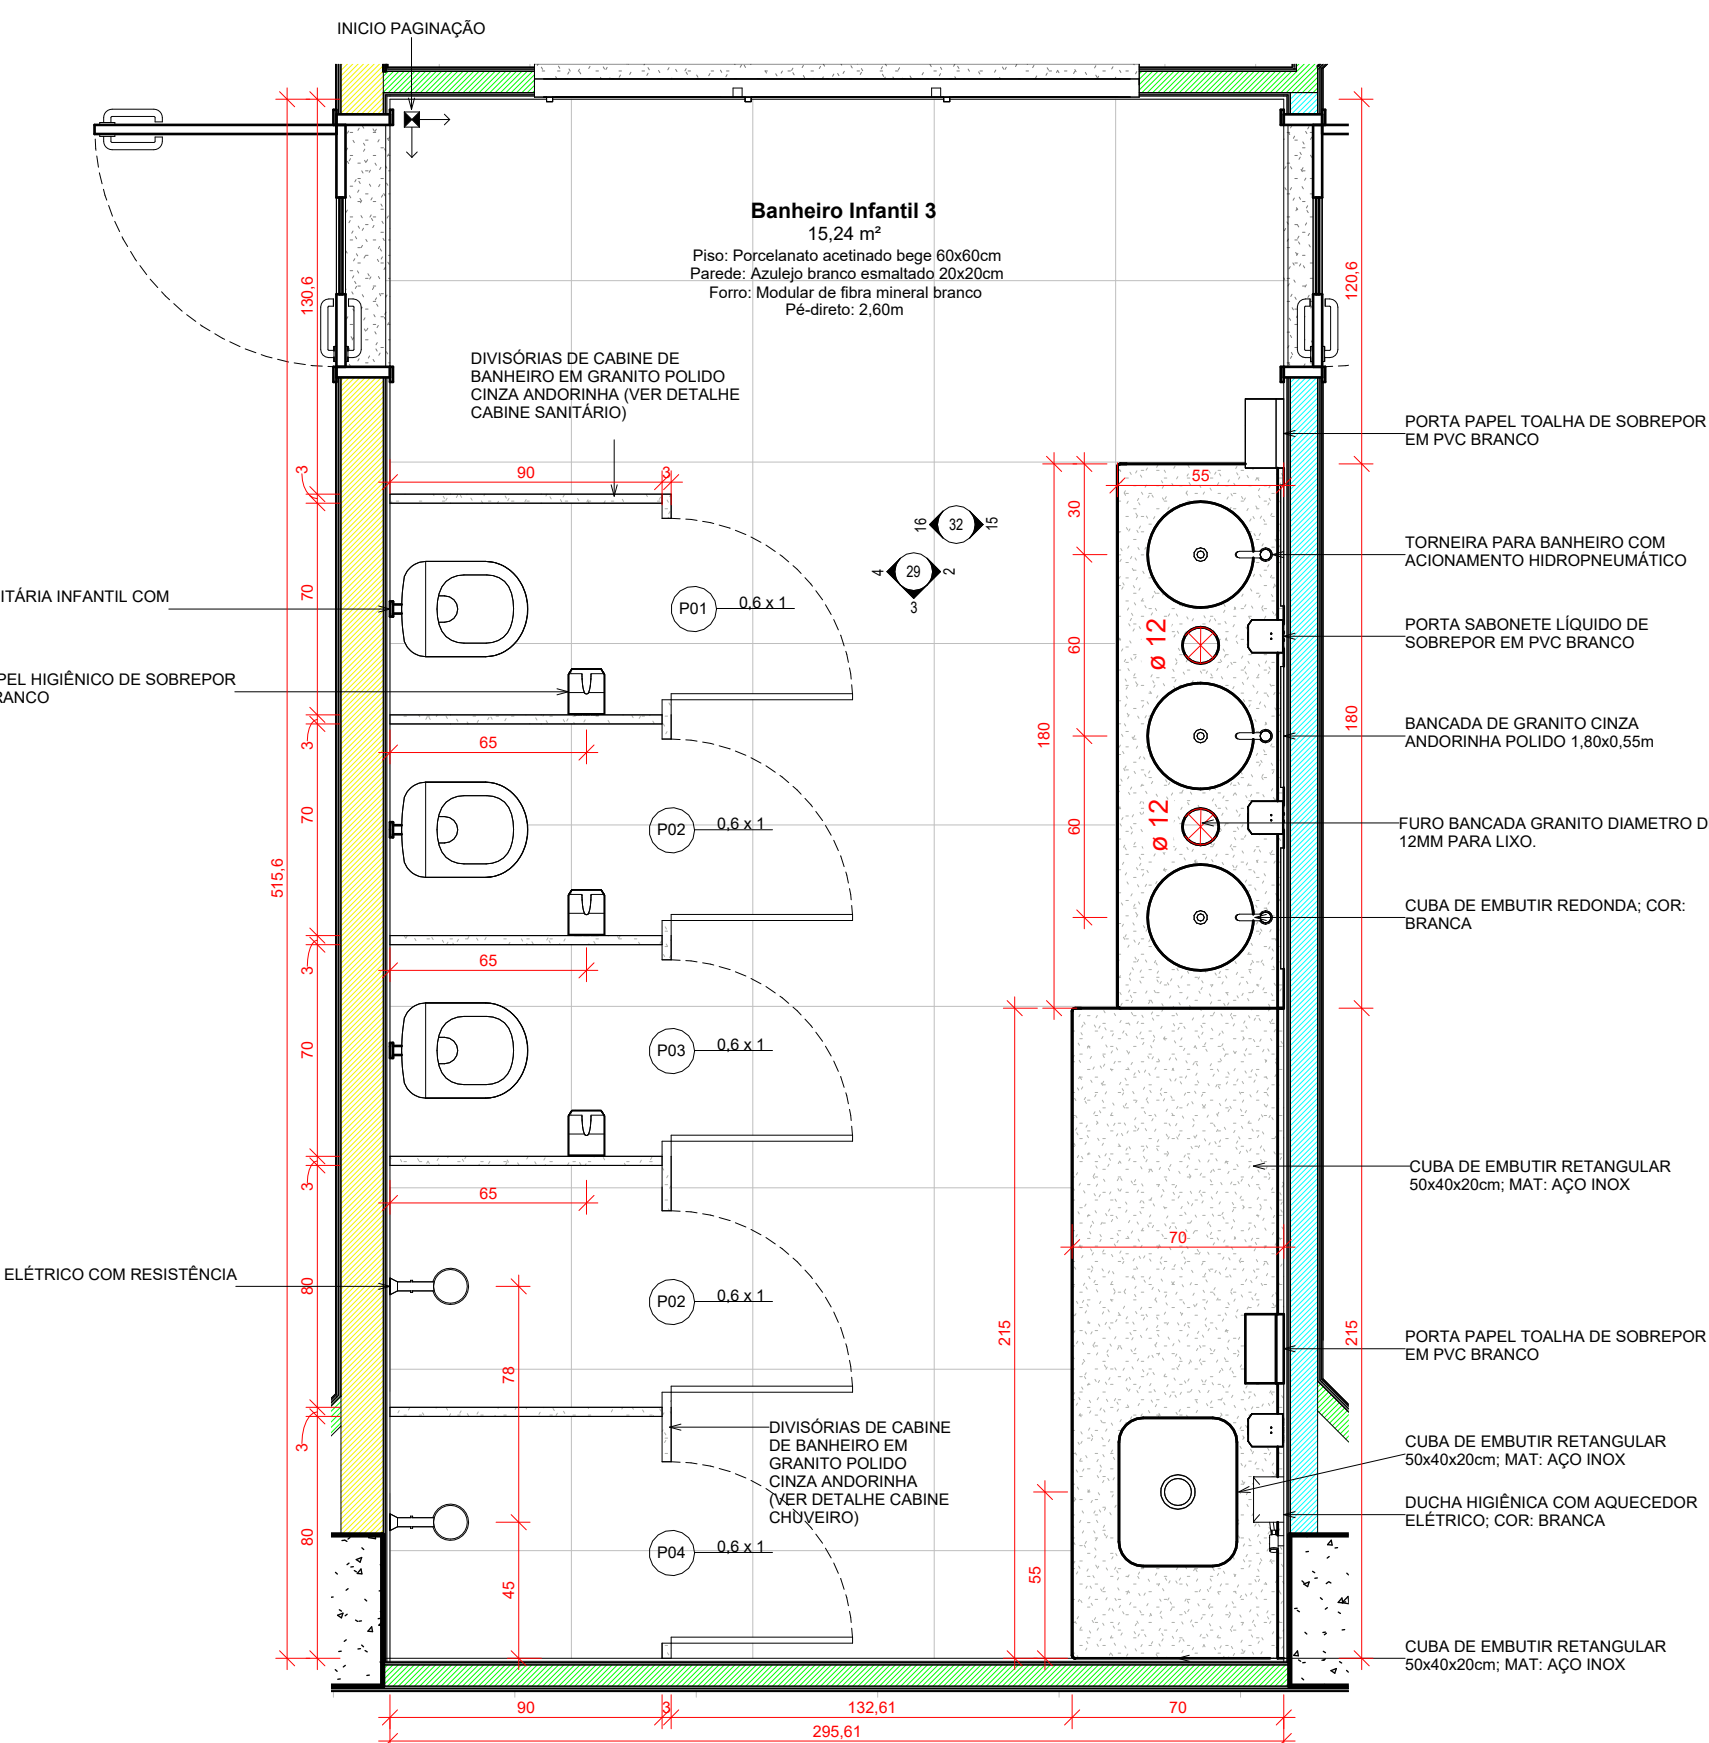 INICIO PAGINAÇÃO
Banheiro Infantil 3
15,24 m²
Piso: Porcelanato acetinado bege 60x60cm
Parede: Azulejo branco esmaltado 20x20cm
Forro: Modular de fibra mineral branco
Pé-direto: 2,60m
130,6
120,6
DIVISÓRIAS DE CABINE DE
BANHEIRO EM GRANITO POLIDO
CINZA ANDORINHA (VER DETALHE
CABINE SANITÁRIO)
PORTA PAPEL TOALHA DE SOBREPOR
EM PVC BRANCO
3
90
3
55
30
16
32
15
4
29
2
3
TORNEIRA PARA BANHEIRO COM
ACIONAMENTO HIDROPNEUMÁTICO
ITÁRIA INFANTIL COM
70
P01
0,6 x 1
ø 12
60
PORTA SABONETE LÍQUIDO DE
SOBREPOR EM PVC BRANCO
PEL HIGIÊNICO DE SOBREPOR
RANCO
3
65
180
180
BANCADA DE GRANITO CINZA
ANDORINHA POLIDO 1,80x0,55m
70
P02
0,6 x 1
60
ø 12
FURO BANCADA GRANITO DIAMETRO D
12MM PARA LIXO.
515,6
CUBA DE EMBUTIR REDONDA; COR:
BRANCA
3
65
70
P03
0,6 x 1
3
65
CUBA DE EMBUTIR RETANGULAR
50x40x20cm; MAT: AÇO INOX
70
ELÉTRICO COM RESISTÊNCIA
80
P02
0,6 x 1
78
215
215
PORTA PAPEL TOALHA DE SOBREPOR
EM PVC BRANCO
3
DIVISÓRIAS DE CABINE
DE BANHEIRO EM
GRANITO POLIDO
CINZA ANDORINHA
(VER DETALHE CABINE
CHUVEIRO)
CUBA DE EMBUTIR RETANGULAR
50x40x20cm; MAT: AÇO INOX
DUCHA HIGIÊNICA COM AQUECEDOR
ELÉTRICO; COR: BRANCA
80
P04
0,6 x 1
45
55
CUBA DE EMBUTIR RETANGULAR
50x40x20cm; MAT: AÇO INOX
90
3
132,61
70
295,61